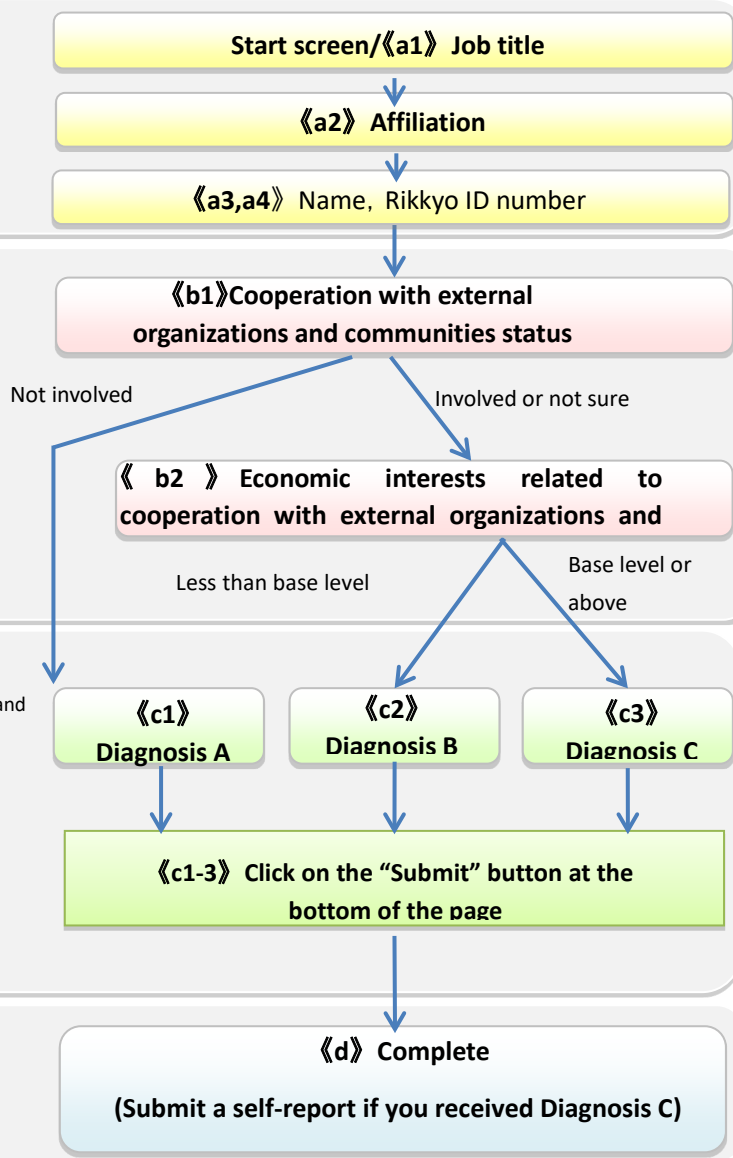 Start screen/《a1》 Job title
《a2》 Affiliation
《a3,a4》 Name, Rikkyo ID number
《b1》Cooperation with external
organizations and communities status
Not involved
Involved or not sure
《 b2 》 Economic interests related to
cooperation with external organizations and
Less than base level
Base level or
above
and
《c1》
Diagnosis A
《c2》
Diagnosis B
《c3》
Diagnosis C
《c1-3》 Click on the “Submit” button at the
bottom of the page
《d》 Complete
(Submit a self-report if you received Diagnosis C)